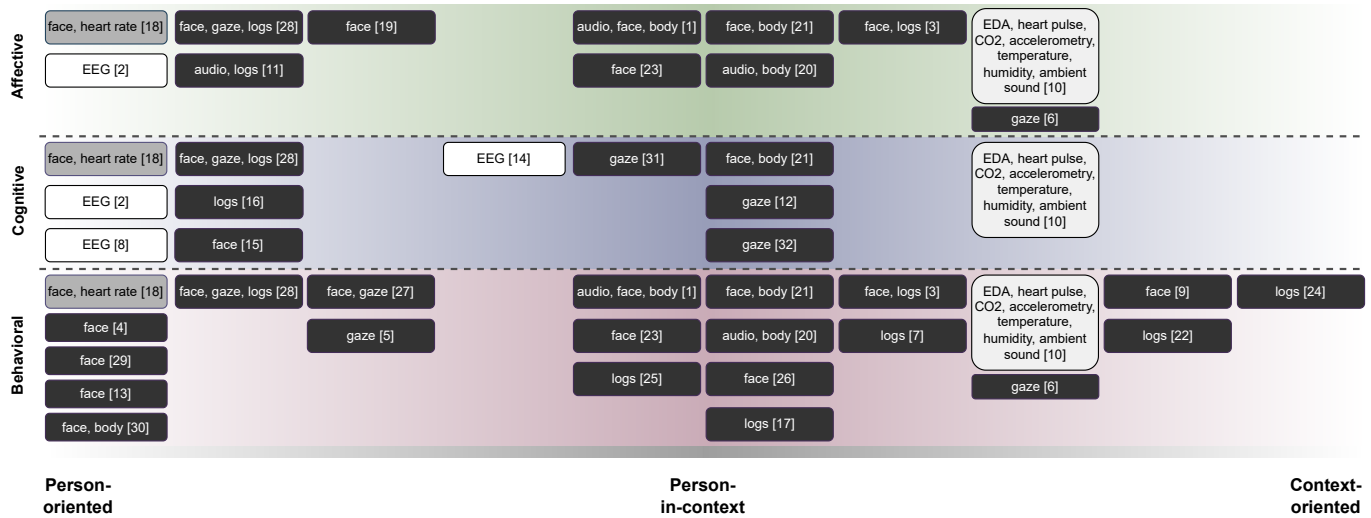 Affective
face, heart rate [18]
face, gaze, logs [28]
face [19]
audio, face, body [1]
face, body [21]
face, logs [3]
EDA, heart pulse,
CO2, accelerometry,
temperature,
humidity, ambient
sound [10]
EEG [2]
audio, logs [11]
face [23]
audio, body [20]
gaze [6]
Cognitive
face, heart rate [18]
face, gaze, logs [28]
EEG [14]
gaze [31]
face, body [21]
EDA, heart pulse,
CO2, accelerometry,
temperature,
humidity, ambient
sound [10]
EEG [2]
logs [16]
gaze [12]
EEG [8]
face [15]
gaze [32]
Behavioral
face, heart rate [18]
face, gaze, logs [28]
face, gaze [27]
audio, face, body [1]
face, body [21]
face, logs [3]
EDA, heart pulse,
CO2, accelerometry,
temperature,
humidity, ambient
sound [10]
face [9]
logs [24]
face [4]
gaze [5]
face [23]
audio, body [20]
logs [7]
logs [22]
face [29]
face [13]
logs [25]
face [26]
gaze [6]
face, body [30]
logs [17]
Person-
oriented
Person-
in-context
Context-
oriented